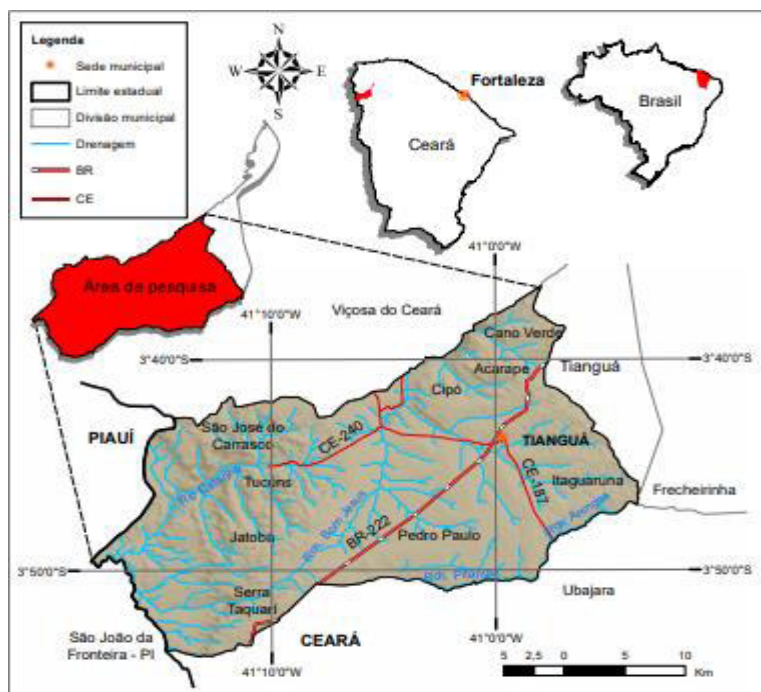 Legenda
Sede municipal
Limite estadual
Divisão municipal
Drenagem
BR
CE
N
W
E
S
Fortaleza
Ceará
Brasil
Área da pesquisa
41°10'0"W
41°0'0"W
Viçosa do Ceará
3°40'0"S
3°40'0"S
Cano Verde
Acarape
Tianguá
Cipó
PIAUÍ
São José do
Carrasco
CE-240
TIANGUÁ
Tucuns
CE-187
Itaguaruna
Frecheirinha
Jatobá
Rch. Bom Jesus
BR-222
Pedro Paulo
3°50'0"S
3°50'0"S
Serra
Taquari
Ubajara
São João da
Fronteira - PI
CEARÁ
41°10'0"W
41°0'0"W
5 2,5 0 5 10
Km